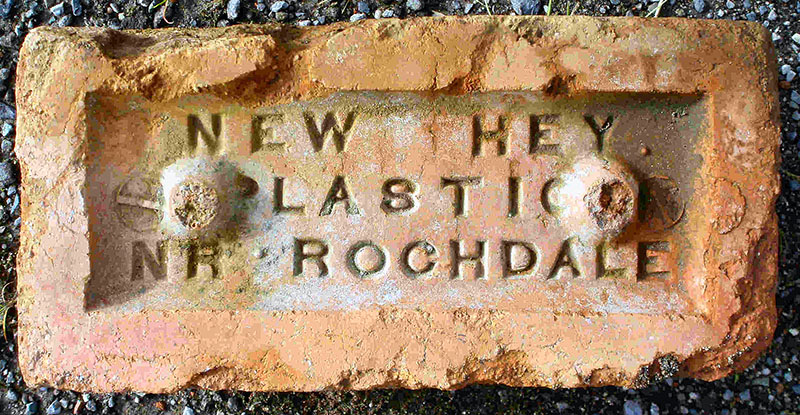 NEW HEY
PLASTIC
NR. ROCHDALE